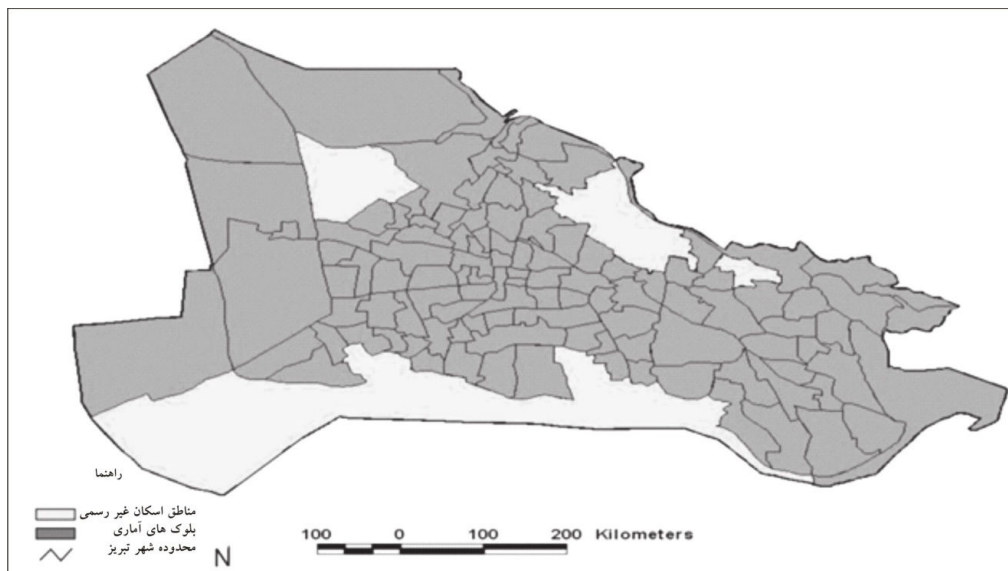 راهنما
مناطق اسکان غیر رسمی
بلوک های آماری
محدوده شهر تبریز
N
100 0 100 200 Kilometers